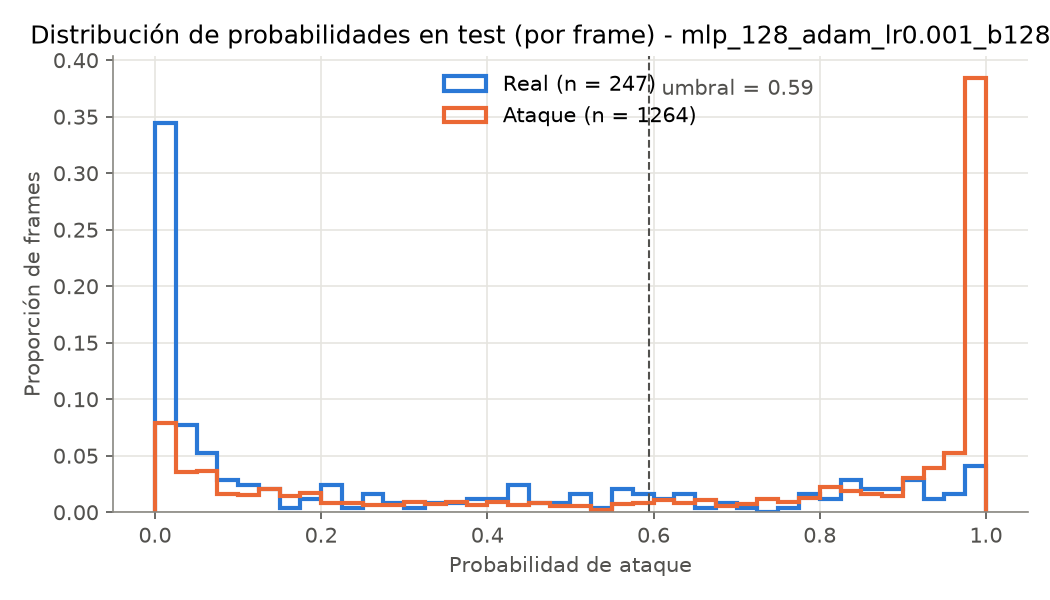 Distribución de probabilidades en test (por frame) - mlp_128_adam_lr0.001_b128
Real (n = 247)
Ataque (n = 1264)
umbral = 0.59
Proporción de frames
0.40
0.35
0.30
0.25
0.20
0.15
0.10
0.05
0.00
0.0 0.2 0.4 0.6 0.8 1.0
Probabilidad de ataque